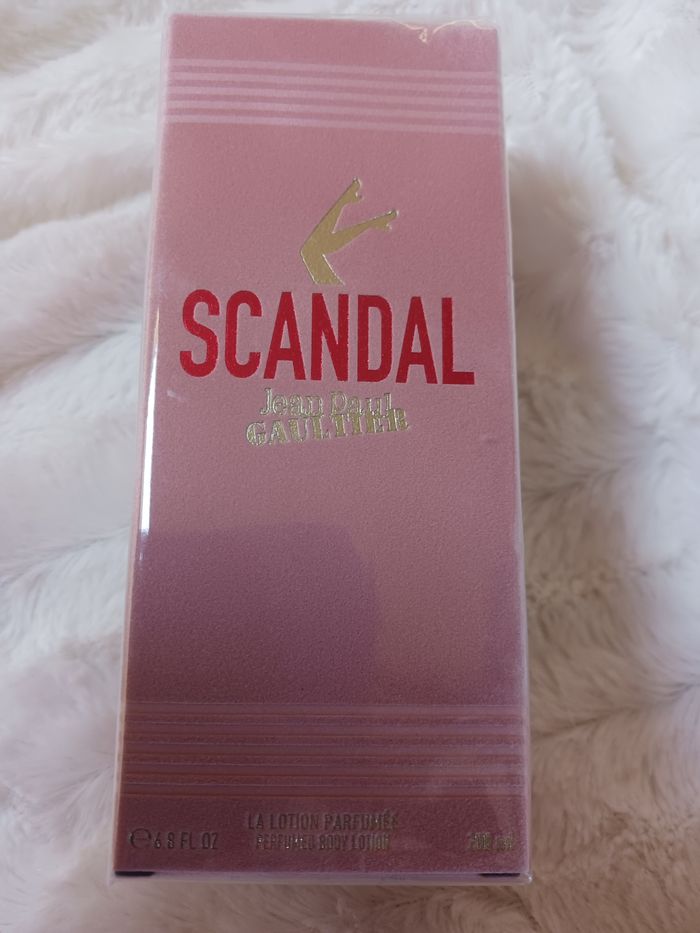 SCANDAL
Jean Paul
GAULTIER
LA LOTION PARFUMÉE
PERFUMED BODY LOTION
℮ 6.8 FL OZ 200 ml